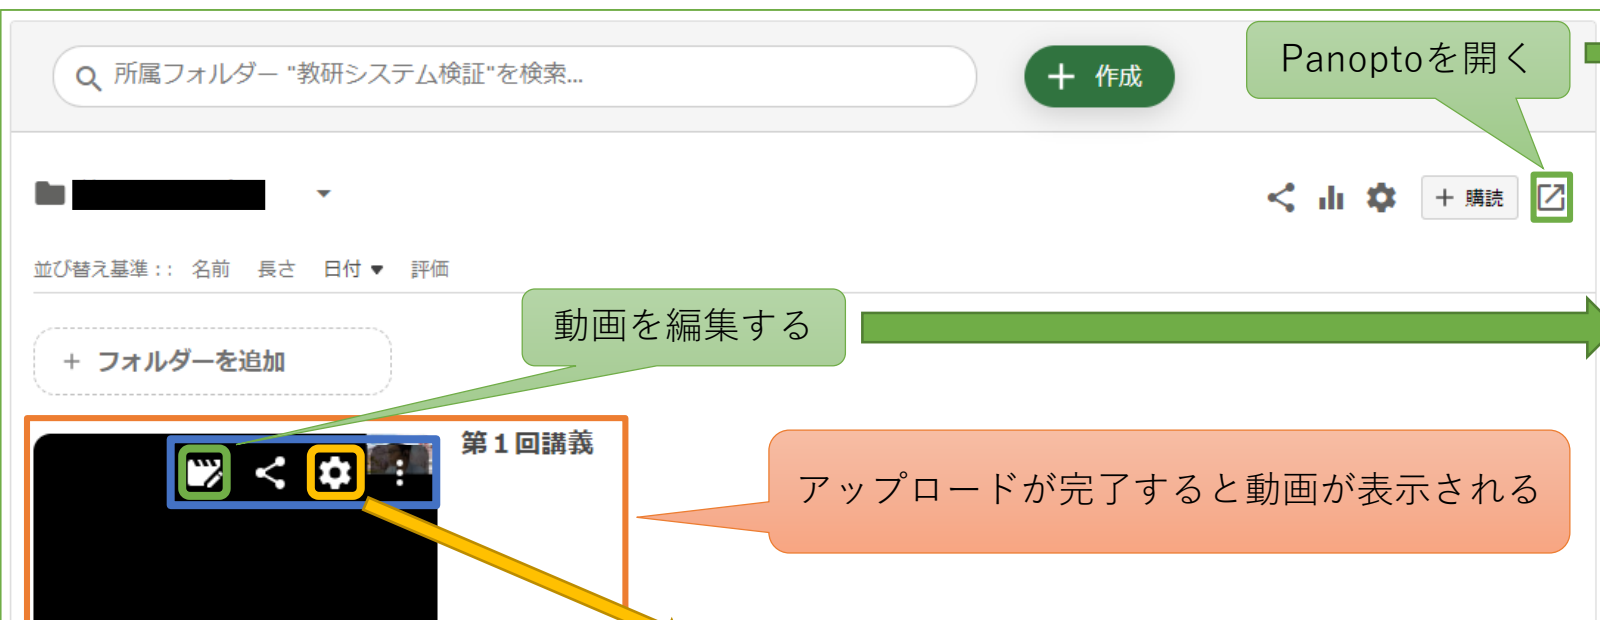 Panoptoを開く
所属フォルダー "教研システム検証"を検索...
＋ 作成
＋ 購読
並び替え基準:: 名前 長さ 日付 ▼ 評価
動画を編集する
+ フォルダーを追加
第１回講義
アップロードが完了すると動画が表示される